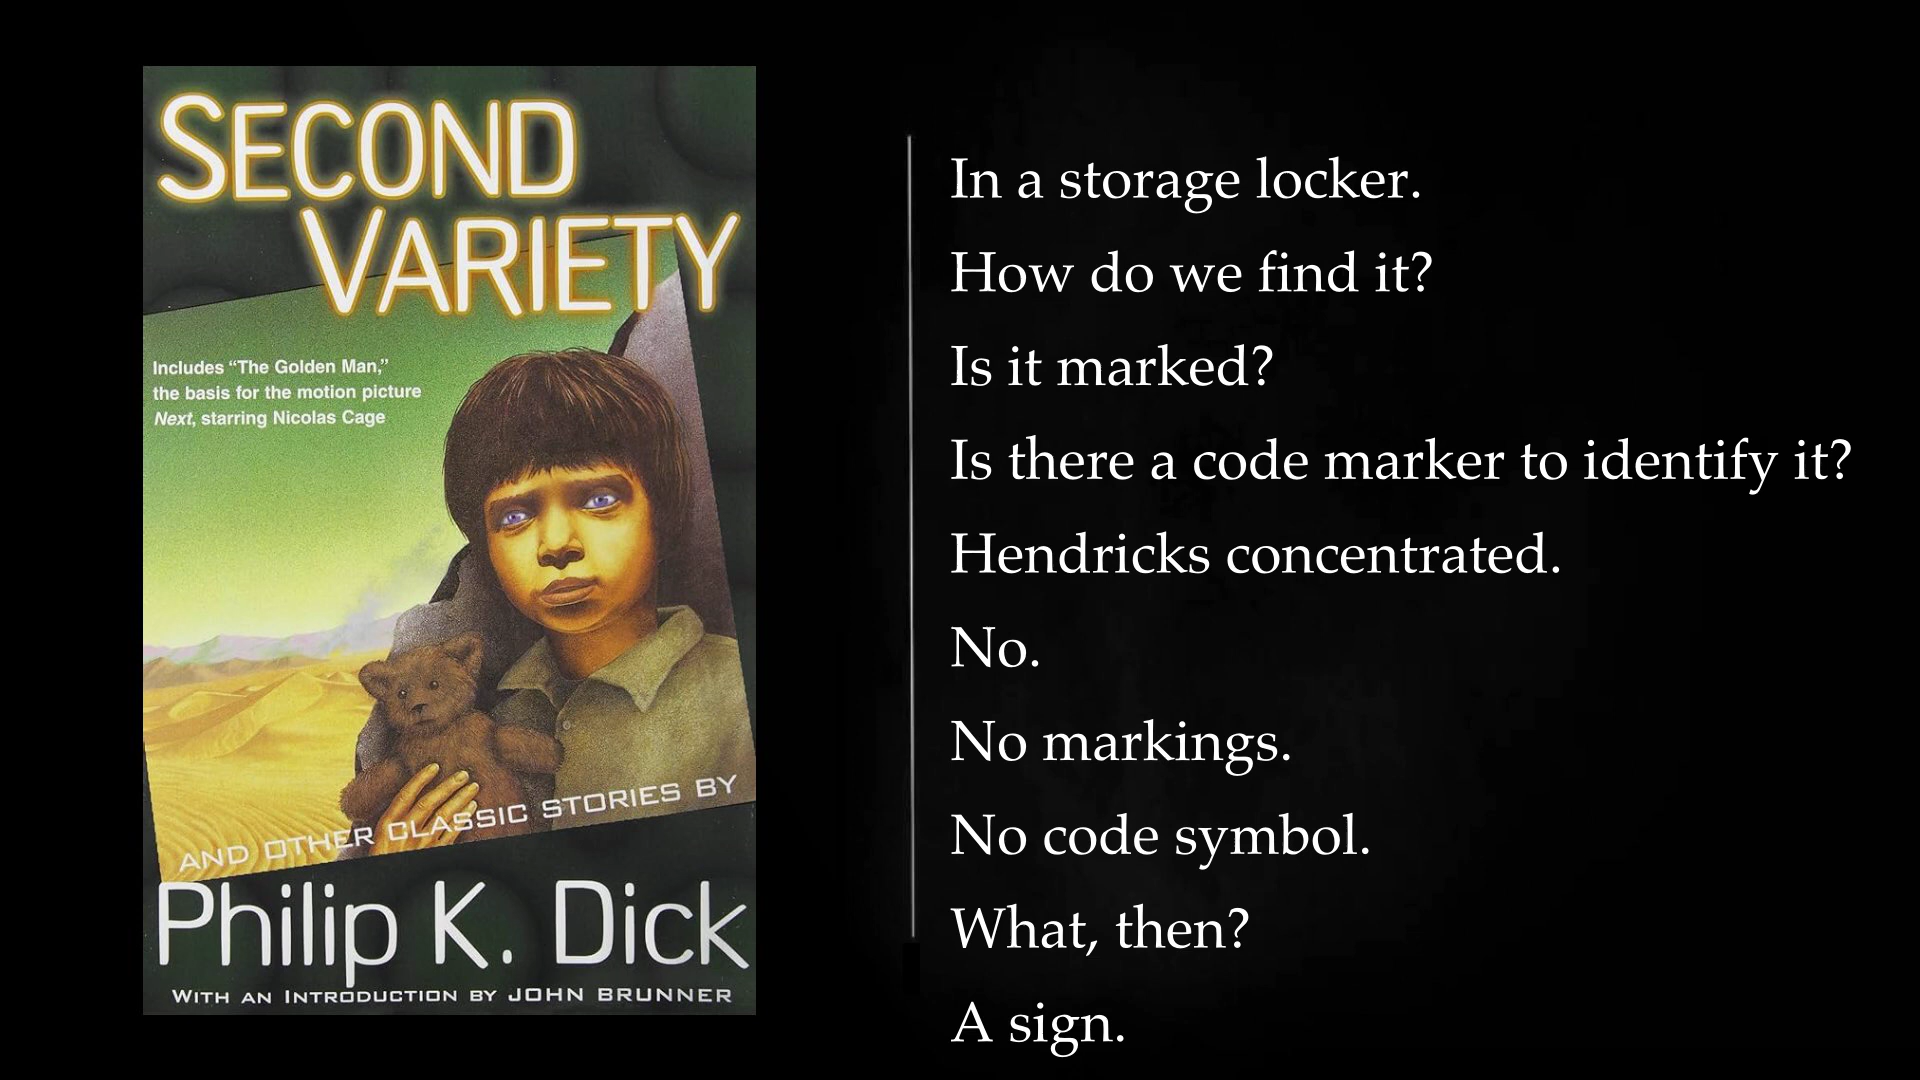 SECOND
VARIETY
Includes “The Golden Man,”
the basis for the motion picture
Next, starring Nicolas Cage
AND OTHER CLASSIC STORIES BY
Philip K. Dick
WITH AN INTRODUCTION BY JOHN BRUNNER
In a storage locker.
How do we find it?
Is it marked?
Is there a code marker to identify it?
Hendricks concentrated.
No.
No markings.
No code symbol.
What, then?
A sign.